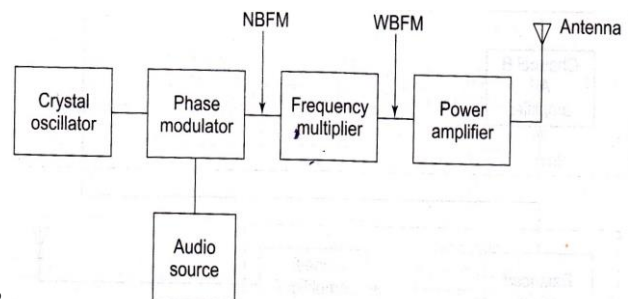 NBFM
WBFM
Antenna
Crystal
oscillator
Phase
modulator
Frequency
multiplier
Power
amplifier
Audio
source